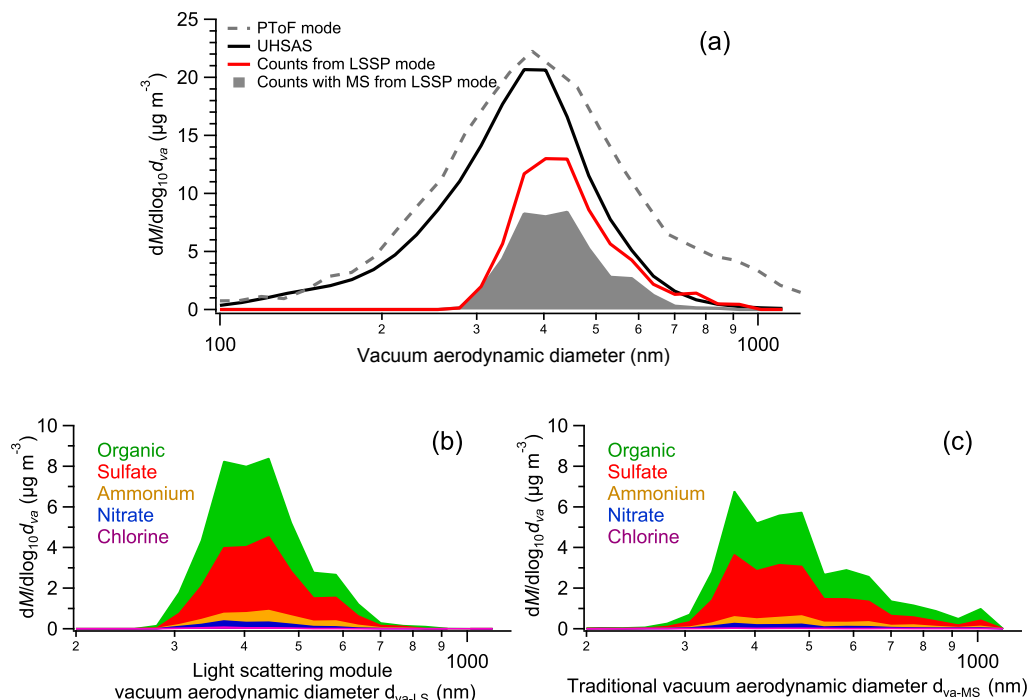 (a)
PToF mode
UHSAS
Counts from LSSP mode
Counts with MS from LSSP mode
dM/dlog10dva (µg m-3)
25
20
15
10
5
0
100
2
3
4
5
6
7
8
9
1000
Vacuum aerodynamic diameter (nm)
(b)
Organic
Sulfate
Ammonium
Nitrate
Chlorine
dM/dlog10dva (µg m-3)
10
8
6
4
2
0
2
3
4
5
6
7
8
9
1000
Light scattering module
vacuum aerodynamic diameter dva-LS (nm)
(c)
Organic
Sulfate
Ammonium
Nitrate
Chlorine
dM/dlog10dva (µg m-3)
10
8
6
4
2
0
2
3
4
5
6
7
8
9
1000
Traditional vacuum aerodynamic diameter dva-MS (nm)